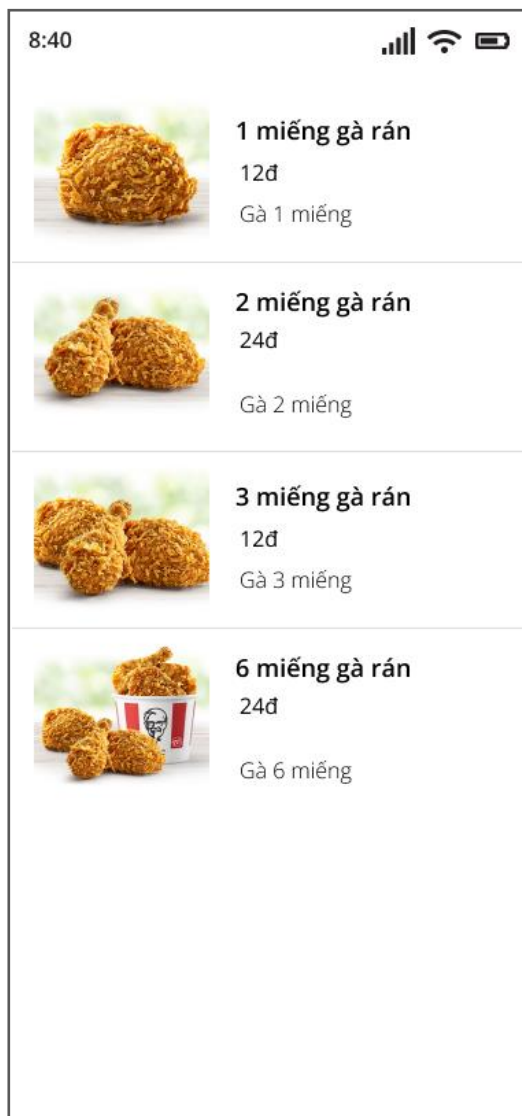 8:40
1 miếng gà rán
12đ
Gà 1 miếng
2 miếng gà rán
24đ
Gà 2 miếng
3 miếng gà rán
12đ
Gà 3 miếng
6 miếng gà rán
24đ
Gà 6 miếng